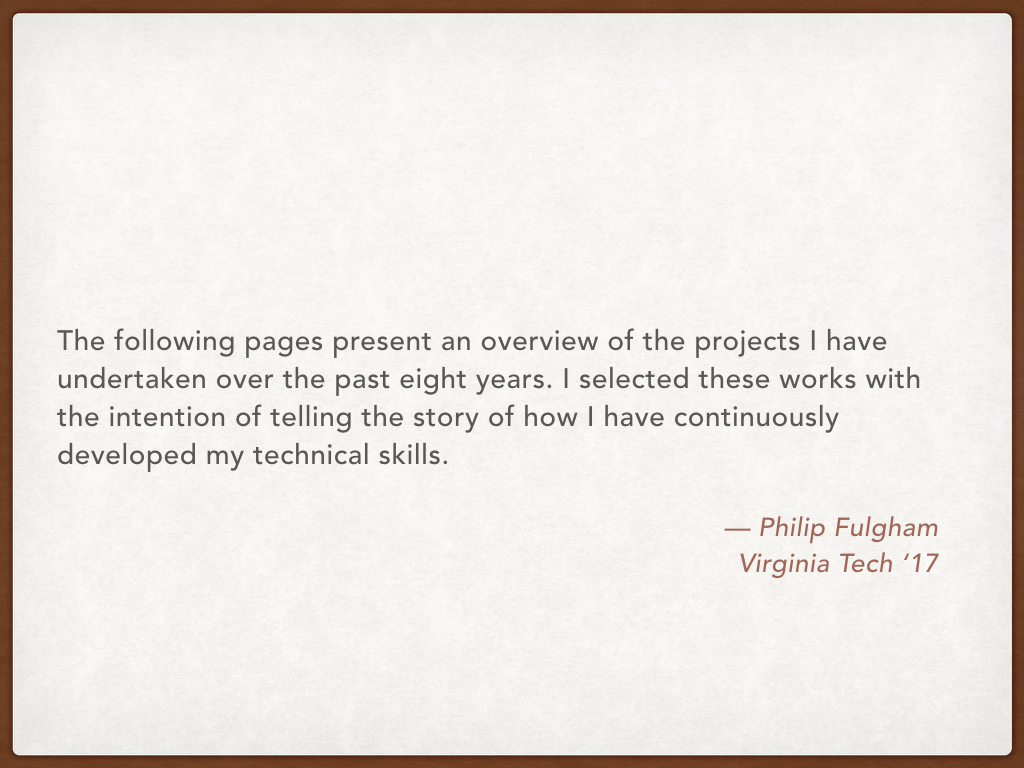 The following pages present an overview of the projects I have
undertaken over the past eight years. I selected these works with
the intention of telling the story of how I have continuously
developed my technical skills.
— Philip Fulgham
Virginia Tech ‘17